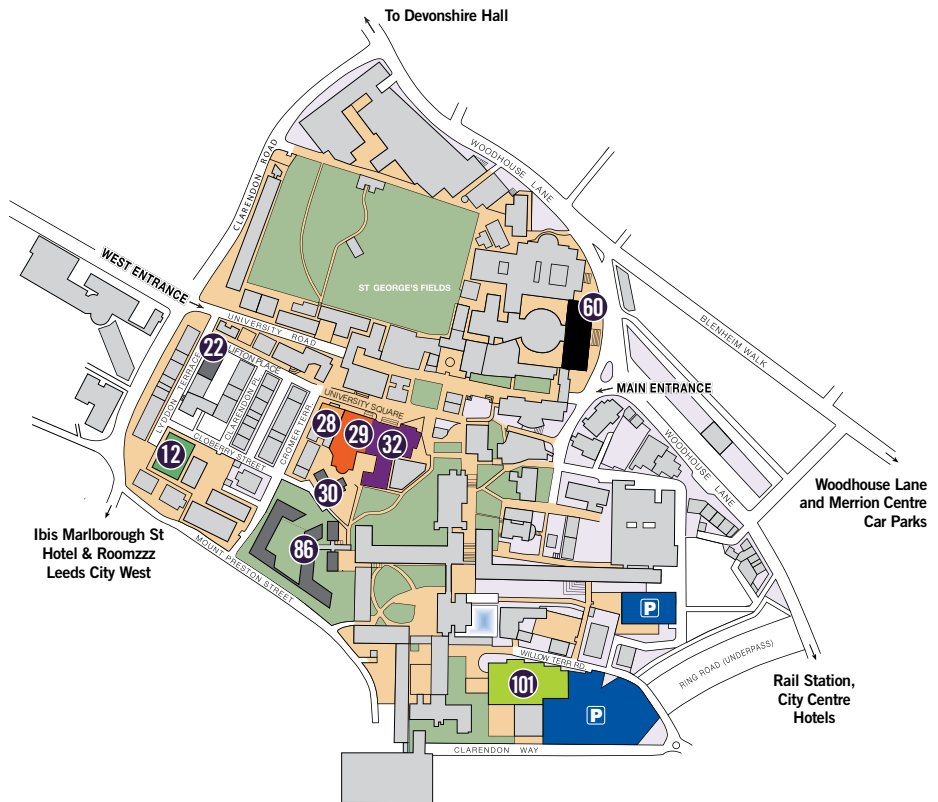 To Devonshire Hall
WOODHOUSE LANE
CLARENDON ROAD
WEST ENTRANCE
ST GEORGE'S FIELDS
60
BLENHEIM WALK
UNIVERSITY ROAD
22
CLIFTON PLACE
LYDDON TERRACE
CLARENDON PL
MAIN ENTRANCE
UNIVERSITY SQUARE
CROMER TERR
28
29
32
CLOBERRY STREET
12
WOODHOUSE LANE
30
Woodhouse Lane
and Merrion Centre
Car Parks
Ibis Marlborough St
Hotel & Roomzzz
Leeds City West
86
MOUNT PRESTON STREET
P
WILLOW TERR RD
RING ROAD (UNDERPASS)
101
Rail Station,
City Centre
Hotels
P
CLARENDON WAY